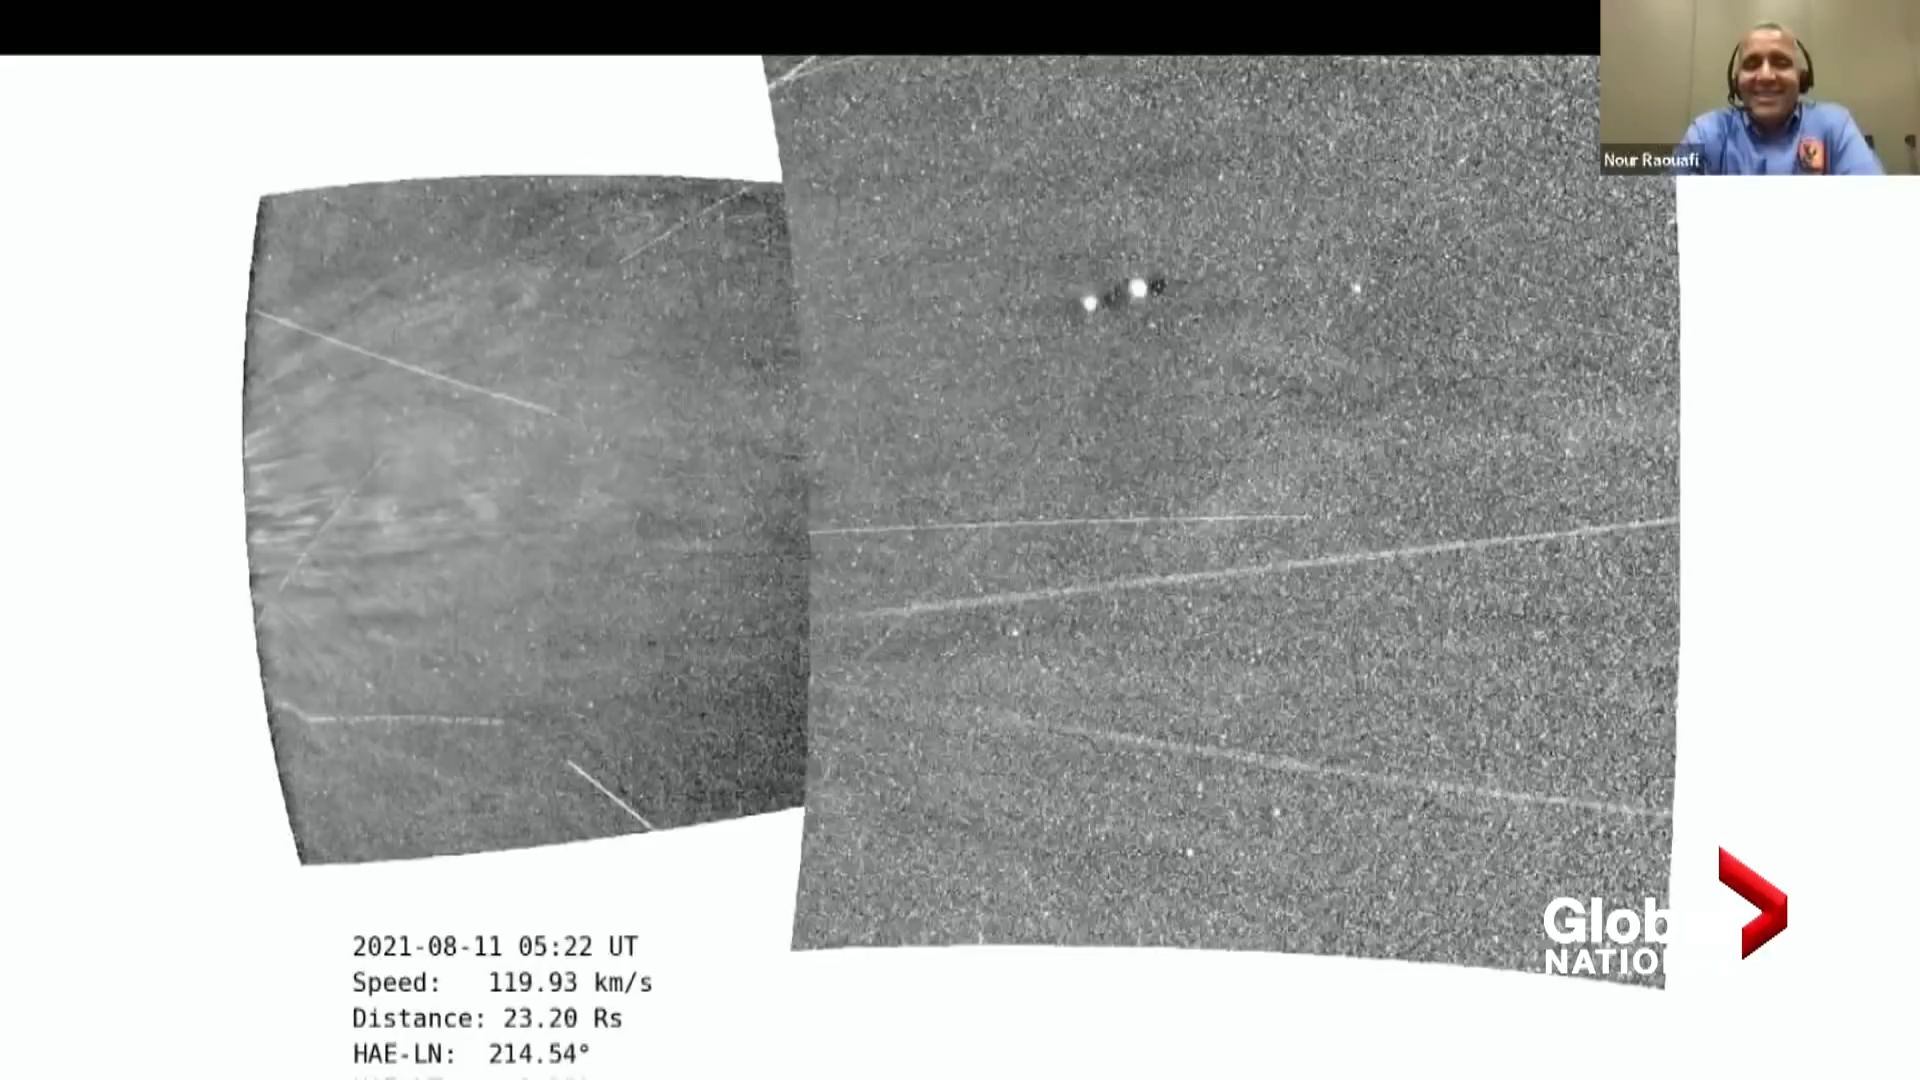 Nour Raouafi
Glob
NATIO
2021-08-11 05:22 UT
Speed: 119.93 km/s
Distance: 23.20 Rs
HAE-LN: 214.54°